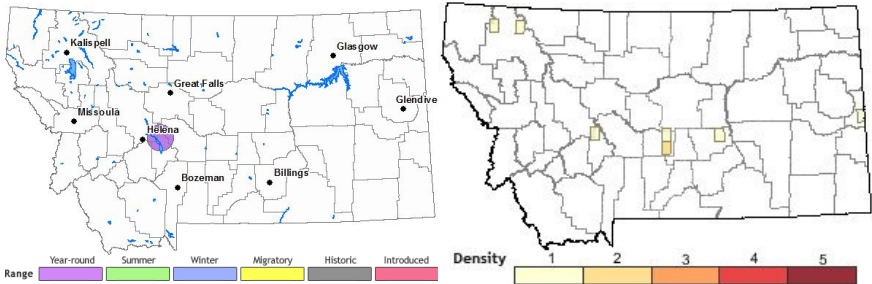 Kalispell
Glasgow
Great Falls
Glendive
Missoula
Helena
Bozeman
Billings
Year-round Summer Winter Migratory Historic Introduced
Range
Density 1 2 3 4 5